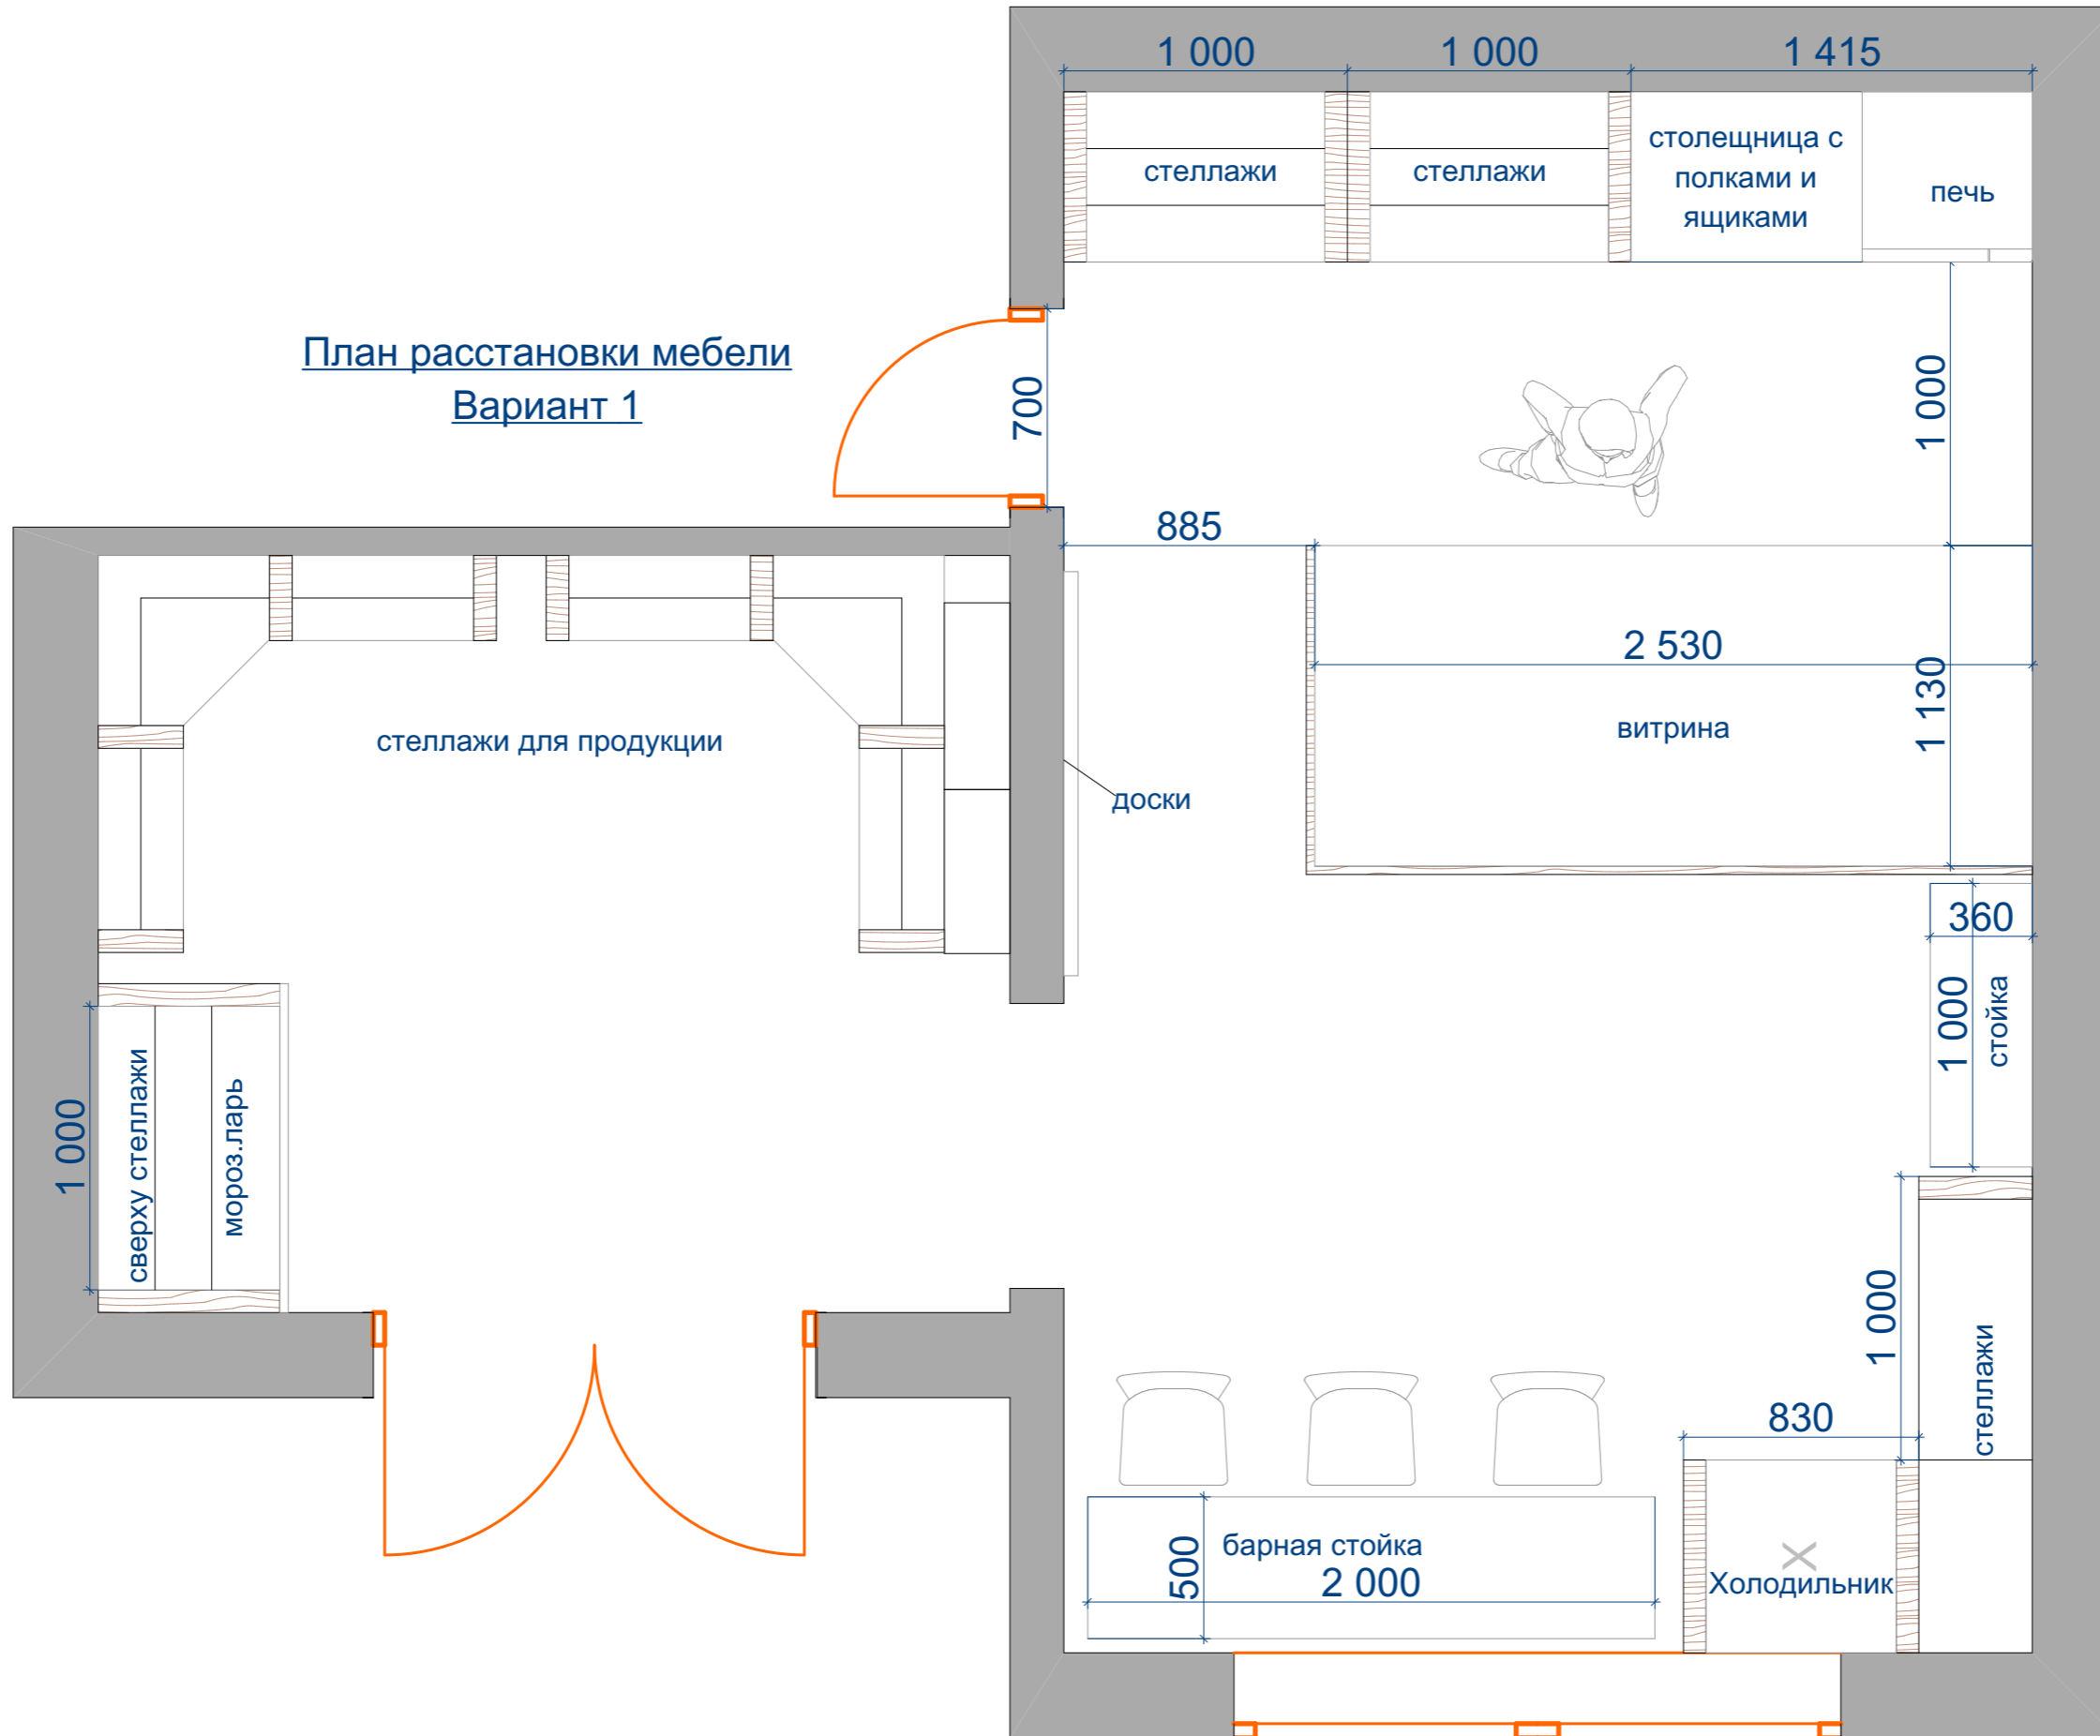 1 000
1 000
1 415
стеллажи
стеллажи
столещница с
полками и
ящиками
печь
План расстановки мебели
Вариант 1
700
1 000
885
2 530
1 130
витрина
стеллажи для продукции
доски
360
1 000
стойка
1 000
сверху стеллажи
мороз.ларь
1 000
стеллажи
830
500
барная стойка
2 000
X
Холодильник